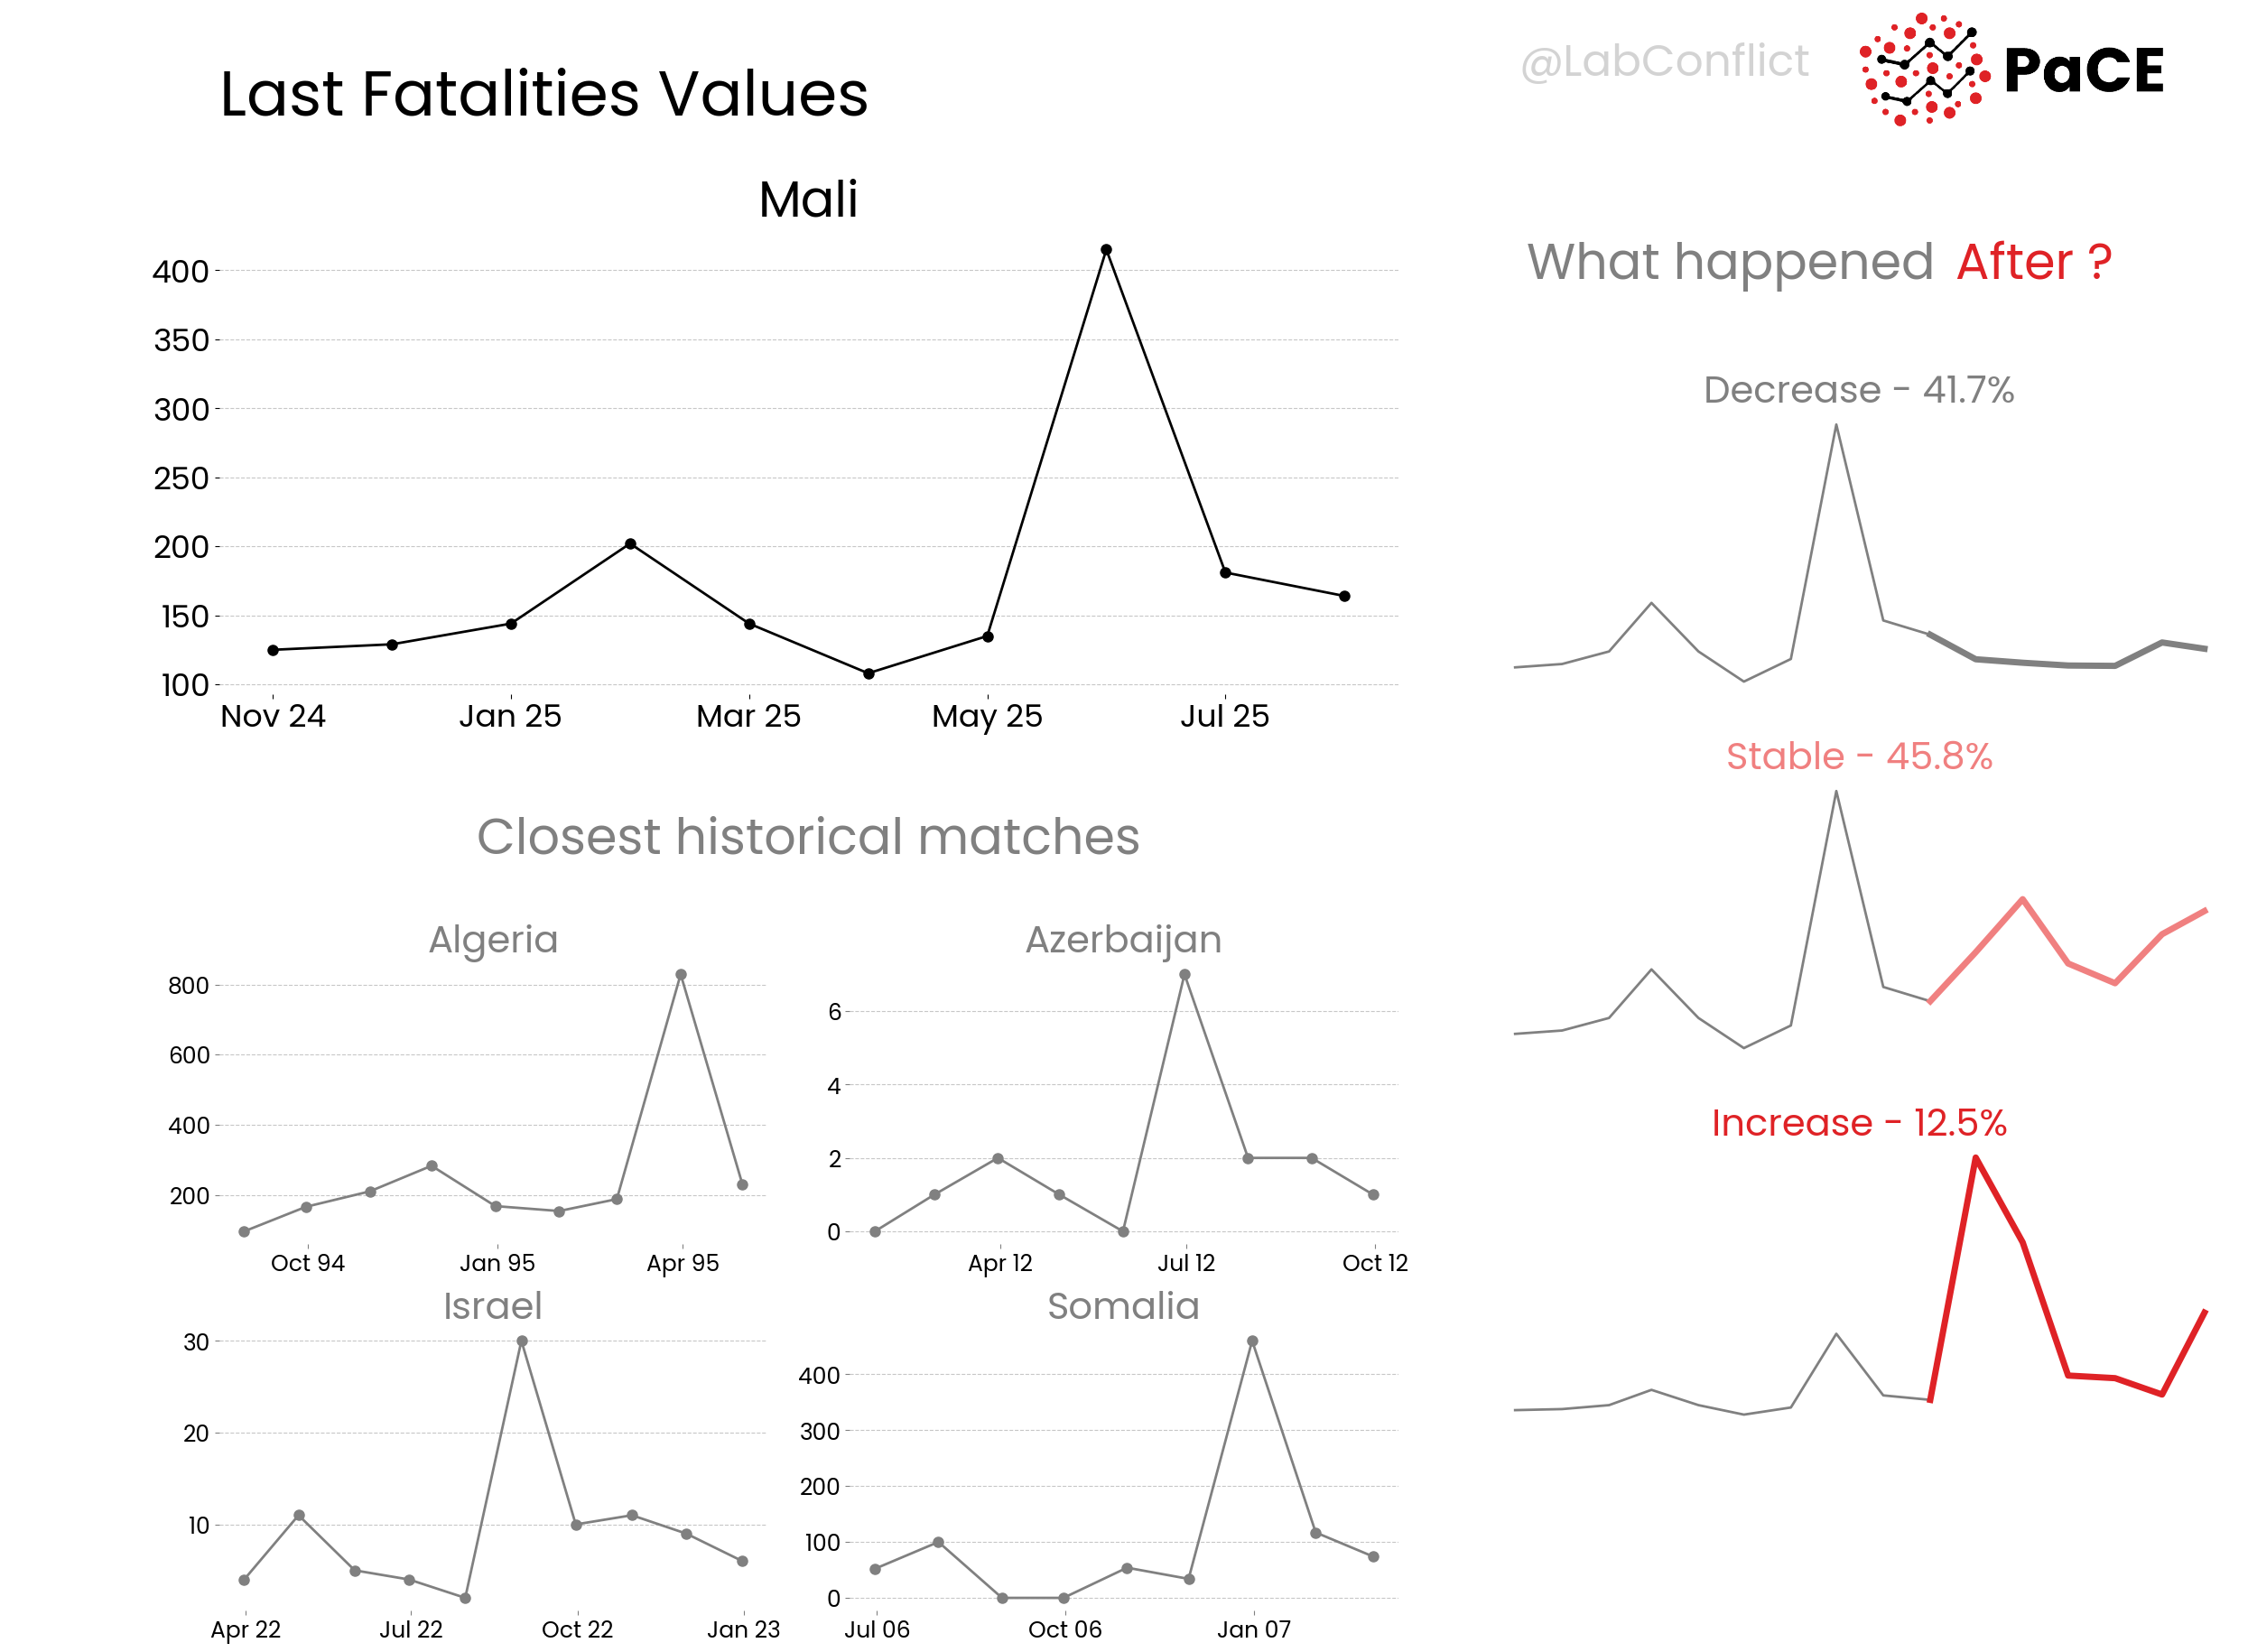 @LabConflict
PaCE
Last Fatalities Values
Mali
400
350
300
250
200
150
100
Nov 24 Jan 25 Mar 25 May 25 Jul 25
What happened After ?
Decrease - 41.7%
Stable - 45.8%
Increase - 12.5%
Closest historical matches
Algeria
800
600
400
200
Oct 94 Jan 95 Apr 95
Azerbaijan
6
4
2
0
Apr 12 Jul 12 Oct 12
Israel
30
20
10
Apr 22 Jul 22 Oct 22 Jan 23
Somalia
400
300
200
100
0
Jul 06 Oct 06 Jan 07